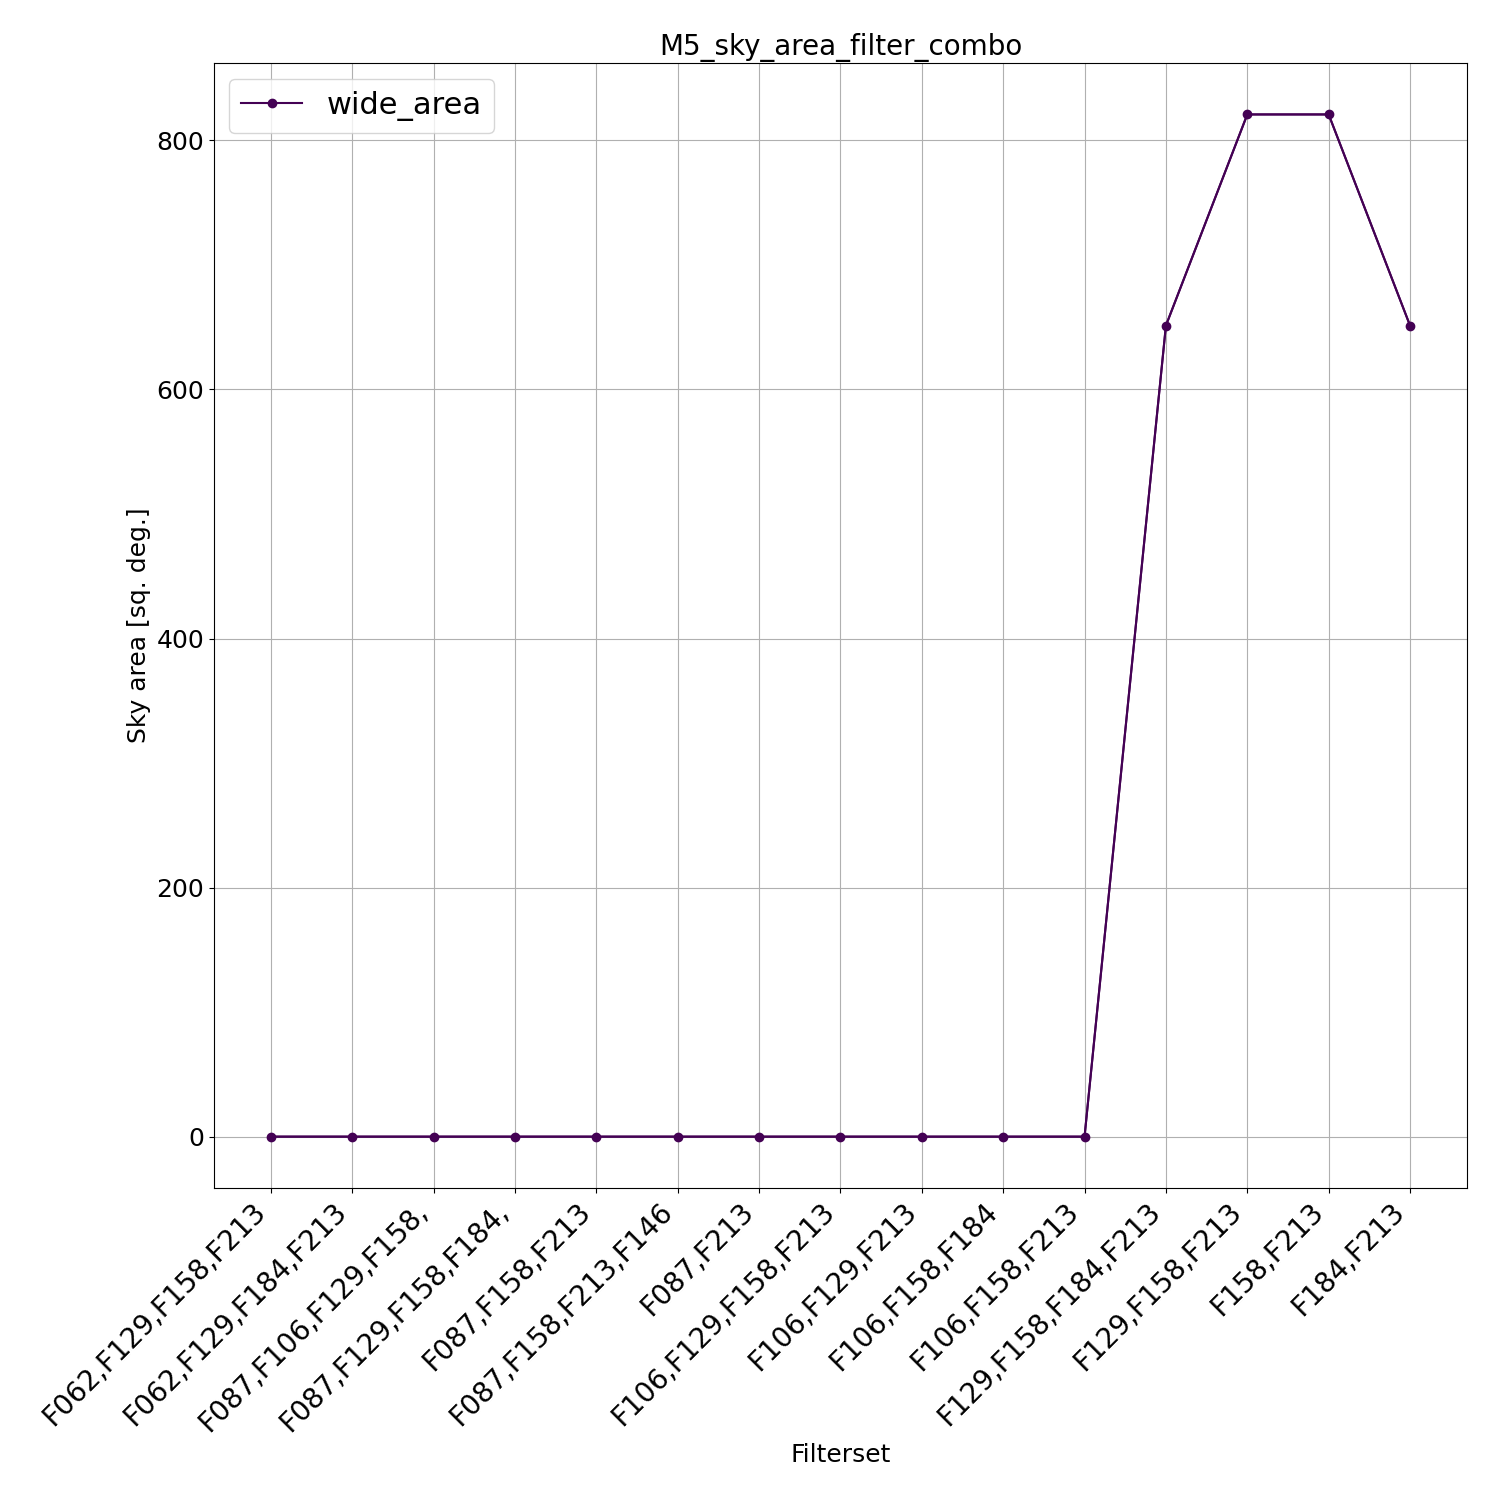 M5_sky_area_filter_combo
wide_area
800
600
400
200
0
Sky area [sq. deg.]
F062,F129,F158,F213
F062,F129,F184,F213
F087,F106,F129,F158,
F087,F129,F158,F184,
F087,F158,F213
F087,F158,F213,F146
F087,F213
F106,F129,F158,F213
F106,F129,F213
F106,F158,F184
F106,F158,F213
F129,F158,F184,F213
F129,F158,F213
F158,F213
F184,F213
Filterset